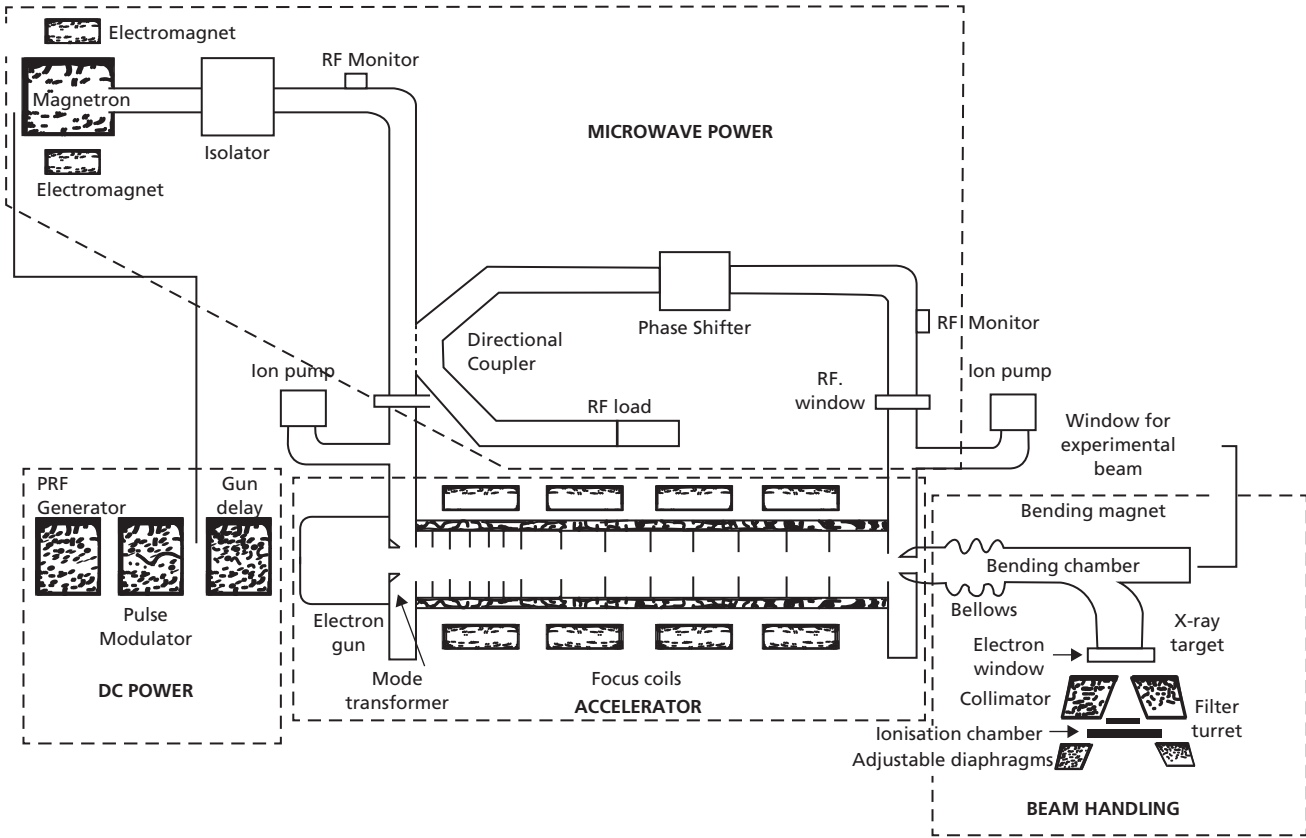 Electromagnet
RF Monitor
Magnetron
MICROWAVE POWER
Isolator
Electromagnet
Phase Shifter
RF Monitor
Directional
Coupler
Ion pump
RF.
window
Ion pump
RF load
Window for
experimental
beam
PRF
Generator
Gun
delay
Bending magnet
Bending chamber
Pulse
Modulator
Electron
gun
Bellows
X-ray
target
Electron
window
Mode
transformer
Focus coils
DC POWER
ACCELERATOR
Collimator
Filter
turret
Ionisation chamber
Adjustable diaphragms
BEAM HANDLING